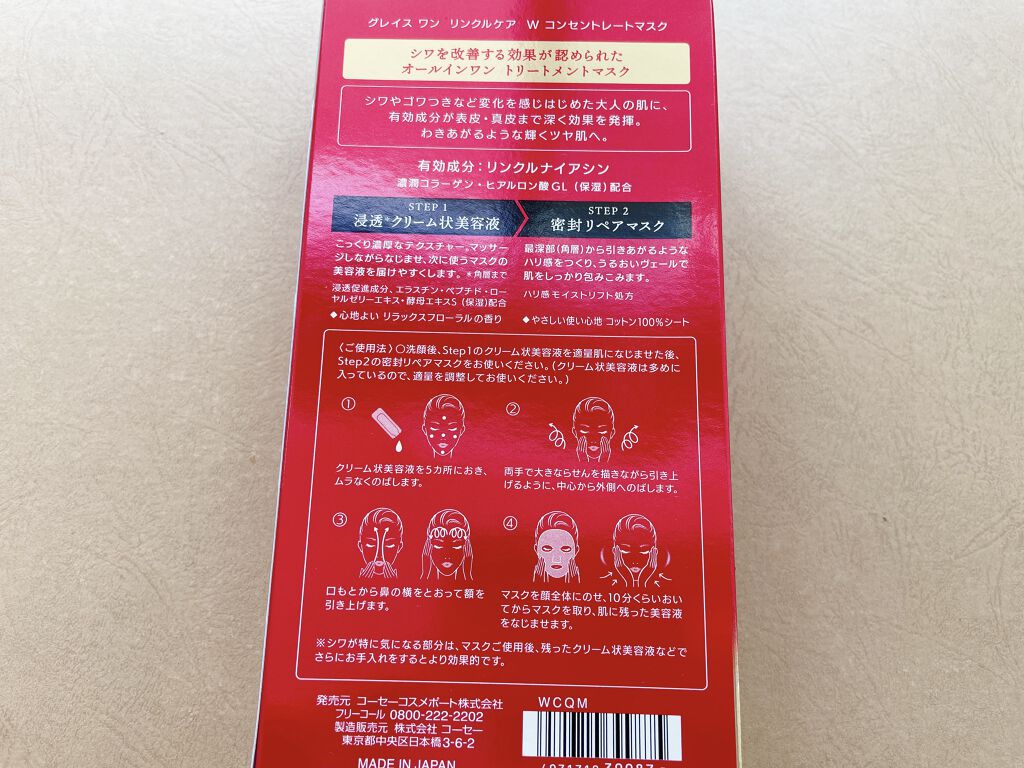 グレイス ワン リンクルケア W コンセントレートマスク
シワを改善する効果が認められた
オールインワン トリートメントマスク
シワやゴワつきなど変化を感じはじめた大人の肌に、
有効成分が表皮・真皮まで深く効果を発揮。
わきあがるような輝くツヤ肌へ。
有効成分：リンクルナイアシン
濃潤コラーゲン・ヒアルロン酸GL（保湿）配合
STEP 1
浸透*クリーム状美容液
こっくり濃厚なテクスチャー。マッサー
ジしながらなじませ、次に使うマスクの
美容液を届けやすくします。 *角層まで
浸透促進成分、エラスチン・ペプチド・ロー
ヤルゼリーエキス・酵母エキスS（保湿）配合
◆心地よい リラックスフローラルの香り
STEP 2
密封リペアマスク
最深部（角層）から引きあがるような
ハリ感をつくり、うるおいヴェールで
肌をしっかり包みこみます。
ハリ感 モイストリフト処方
◆やさしい使い心地 コットン100%シート
〈ご使用法〉○洗顔後、Step1のクリーム状美容液を適量肌になじませた後、
Step2の密封リペアマスクをお使いください。（クリーム状美容液は多めに
入っているので、適量を調整してお使いください。）
①
クリーム状美容液を5カ所におき、
ムラなくのばします。
②
両手で大きならせんを描きながら引き上
げるように、中心から外側へのばします。
③
口もとから鼻の横をとおって額を
引き上げます。
④
マスクを顔全体にのせ、10分くらいおい
てからマスクを取り、肌に残った美容液
をなじませます。
※シワが特に気になる部分は、マスクご使用後、残ったクリーム状美容液などで
さらにお手入れをするとより効果的です。
発売元 コーセーコスメポート株式会社
フリーコール 0800-222-2202
製造販売元 株式会社 コーセー
東京都中央区日本橋3-6-2
MADE IN JAPAN
WCQM